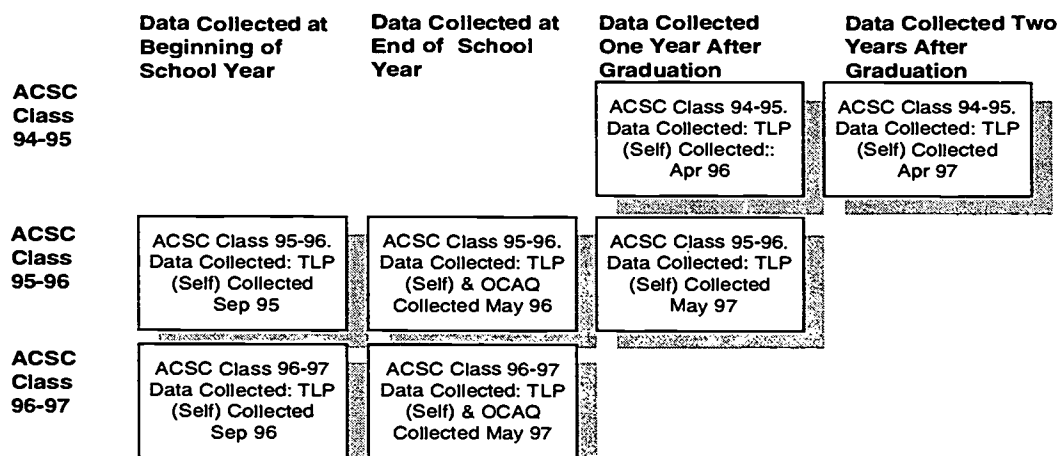 Data Collected at
Beginning of
School Year
Data Collected at
End of School
Year
Data Collected
One Year After
Graduation
Data Collected Two
Years After
Graduation
ACSC
Class
94-95
ACSC Class 94-95.
Data Collected: TLP
(Self) Collected::
Apr 96
ACSC Class 94-95.
Data Collected: TLP
(Self) Collected
Apr 97
ACSC
Class
95-96
ACSC Class 95-96.
Data Collected: TLP
(Self) Collected
Sep 95
ACSC Class 95-96.
Data Collected: TLP
(Self) & OCAQ
Collected May 96
ACSC Class 95-96.
Data Collected: TLP
(Self) Collected
May 97
ACSC
Class
96-97
ACSC Class 96-97
Data Collected: TLP
(Self) Collected
Sep 96
ACSC Class 96-97
Data Collected: TLP
(Self) & OCAQ
Collected May 97